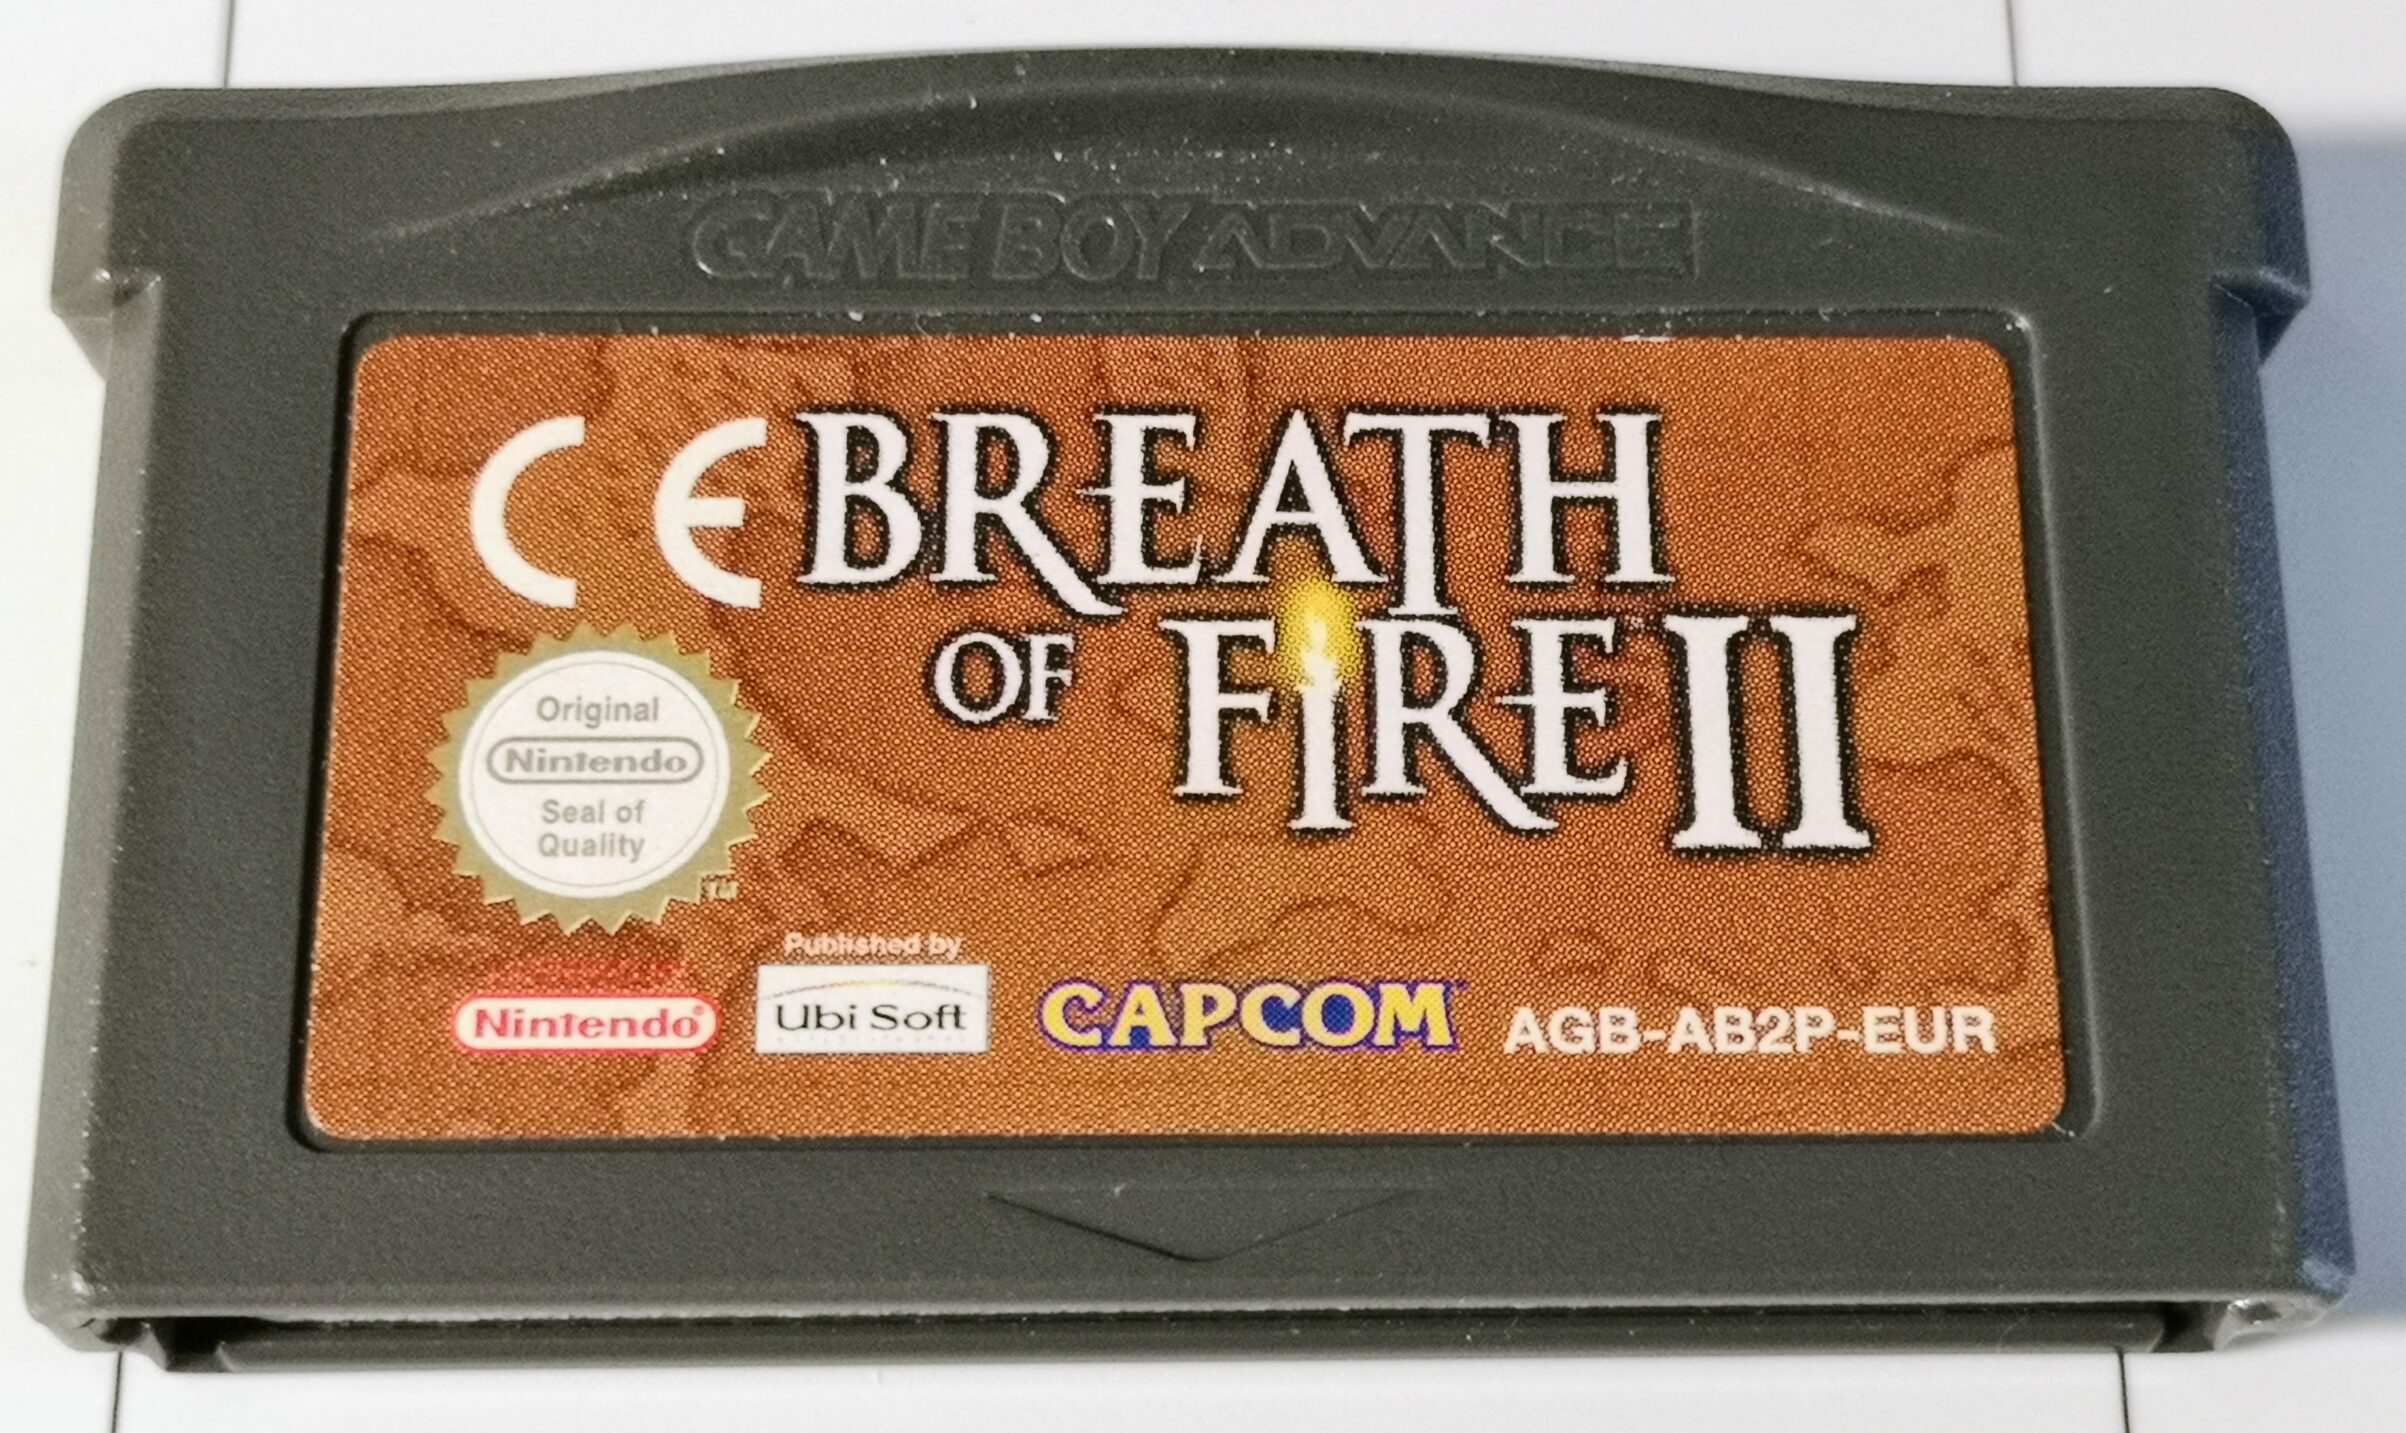 GAME BOY ADVANCE
CE BREATH
OF FIRE II
Original
Nintendo
Seal of
Quality
TM
Published by
Nintendo® Ubi Soft CAPCOM AGB-AB2P-EUR